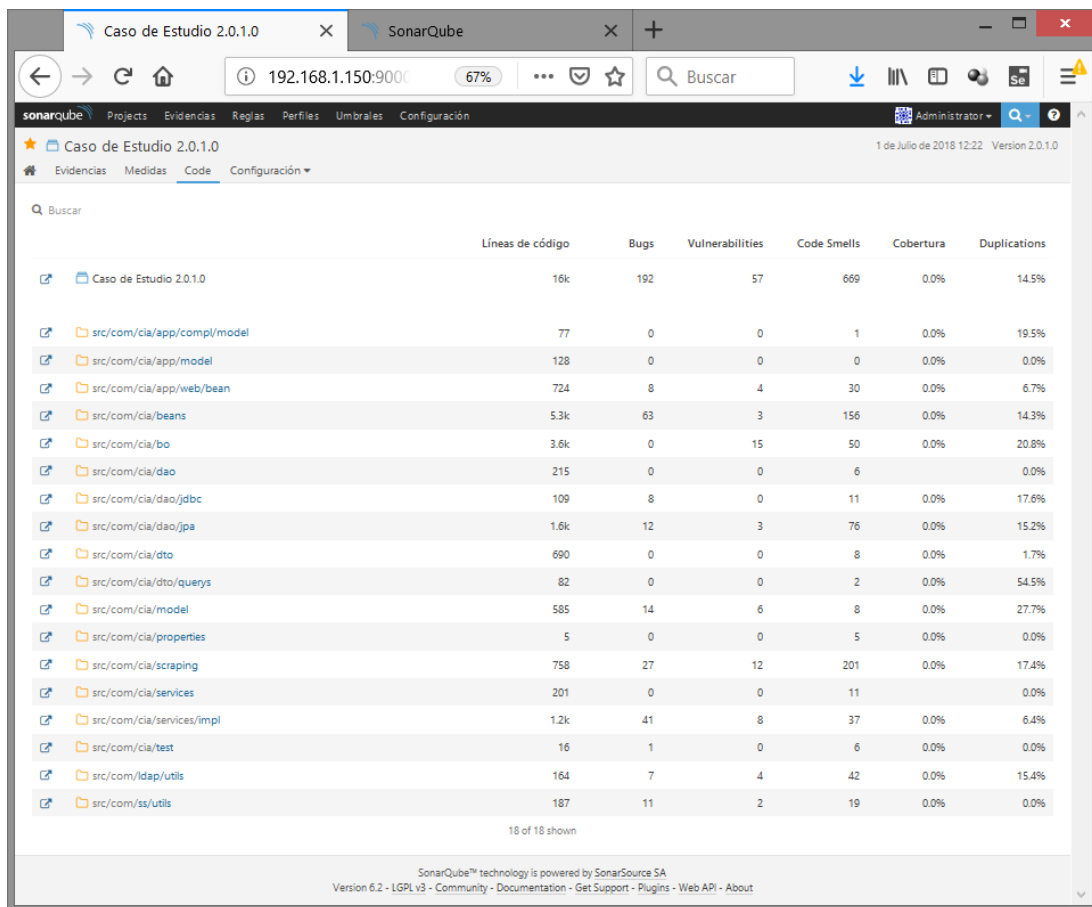 Caso de Estudio 2.0.1.0 SonarQube
192.168.1.150:900 67% Buscar
sonarqube Projects Evidencias Reglas Perfiles Umbrales Configuración Administrator
Caso de Estudio 2.0.1.0 1 de Julio de 2018 12:22 Version 2.0.1.0
Evidencias Medidas Code Configuración
Buscar
Líneas de código Bugs Vulnerabilities Code Smells Cobertura Duplications
Caso de Estudio 2.0.1.0 16k 192 57 669 0.0% 14.5%
src/com/cia/app/compl/model 77 0 0 1 0.0% 19.5%
src/com/cia/app/model 128 0 0 0 0.0% 0.0%
src/com/cia/app/web/bean 724 8 4 30 0.0% 6.7%
src/com/cia/beans 5.3k 63 3 156 0.0% 14.3%
src/com/cia/bo 3.6k 0 15 50 0.0% 20.8%
src/com/cia/dao 215 0 0 6 0.0%
src/com/cia/dao/jdbc 109 8 0 11 0.0% 17.6%
src/com/cia/dao/jpa 1.6k 12 3 76 0.0% 15.2%
src/com/cia/dto 690 0 0 8 0.0% 1.7%
src/com/cia/dto/querys 82 0 0 2 0.0% 54.5%
src/com/cia/model 585 14 6 8 0.0% 27.7%
src/com/cia/properties 5 0 0 5 0.0% 0.0%
src/com/cia/scraping 758 27 12 201 0.0% 17.4%
src/com/cia/services 201 0 0 11 0.0%
src/com/cia/services/impl 1.2k 41 8 37 0.0% 6.4%
src/com/cia/test 16 1 0 6 0.0% 0.0%
src/com/ldap/utils 164 7 4 42 0.0% 15.4%
src/com/ss/utils 187 11 2 19 0.0% 0.0%
18 of 18 shown
SonarQube™ technology is powered by SonarSource SA
Version 6.2 - LGPL v3 - Community - Documentation - Get Support - Plugins - Web API - About